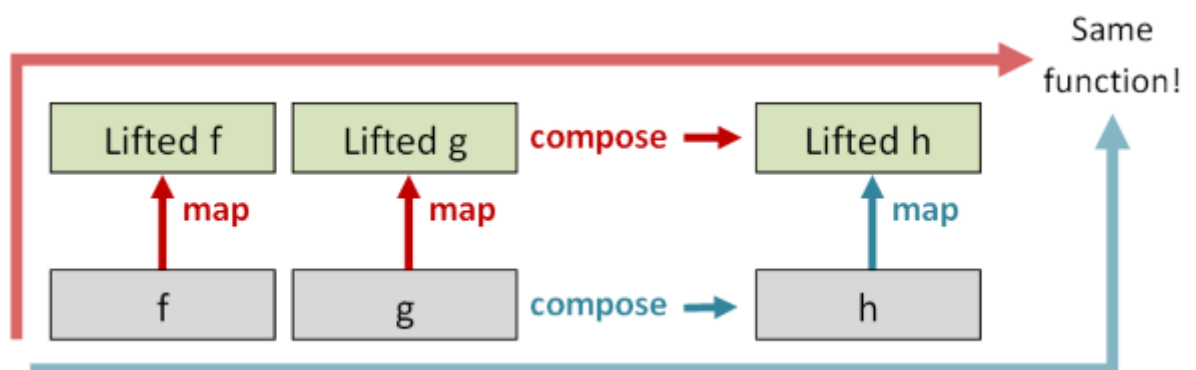 Same
function!
Lifted f
Lifted g
compose
Lifted h
map
map
map
f
g
compose
h